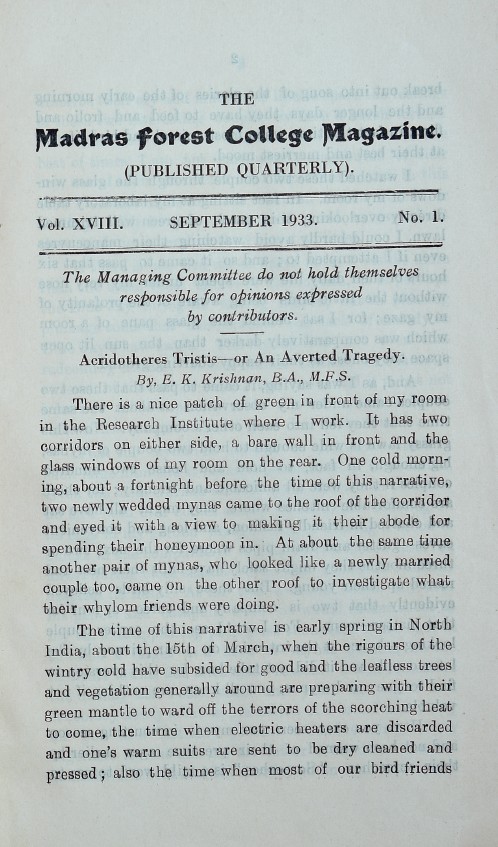 THE
Madras Forest College Magazine.
(PUBLISHED QUARTERLY).
Vol. XVIII. SEPTEMBER 1933. No. 1.
The Managing Committee do not hold themselves
responsible for opinions expressed
by contributors.
Acridotheres Tristis—or An Averted Tragedy.
By, E. K. Krishnan, B.A., M.F.S.
There is a nice patch of green in front of my room
in the Research Institute where I work. It has two
corridors on either side, a bare wall in front and the
glass windows of my room on the rear. One cold morn-
ing, about a fortnight before the time of this narrative,
two newly wedded mynas came to the roof of the corridor
and eyed it with a view to making it their abode for
spending their honeymoon in. At about the same time
another pair of mynas, who looked like a newly married
couple too, came on the other roof to investigate what
their whylom friends were doing.
The time of this narrative is early spring in North
India, about the 15th of March, when the rigours of the
wintry cold have subsided for good and the leafless trees
and vegetation generally around are preparing with their
green mantle to ward off the terrors of the scorching heat
to come, the time when electric heaters are discarded
and one's warm suits are sent to be dry cleaned and
pressed; also the time when most of our bird friends